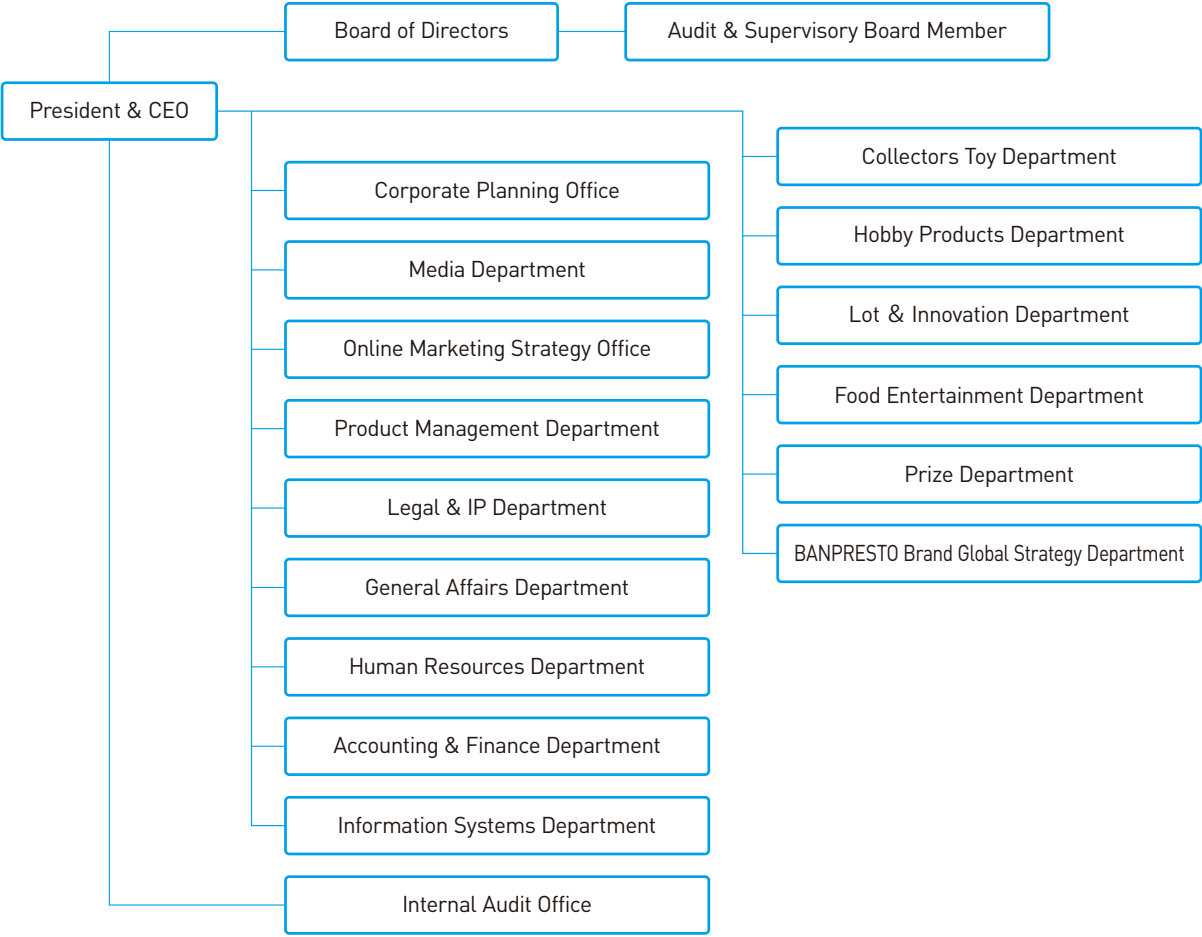 Board of Directors
Audit & Supervisory Board Member
President & CEO
Corporate Planning Office
Media Department
Online Marketing Strategy Office
Product Management Department
Legal & IP Department
General Affairs Department
Human Resources Department
Accounting & Finance Department
Information Systems Department
Internal Audit Office
Collectors Toy Department
Hobby Products Department
Lot & Innovation Department
Food Entertainment Department
Prize Department
BANPRESTO Brand Global Strategy Department